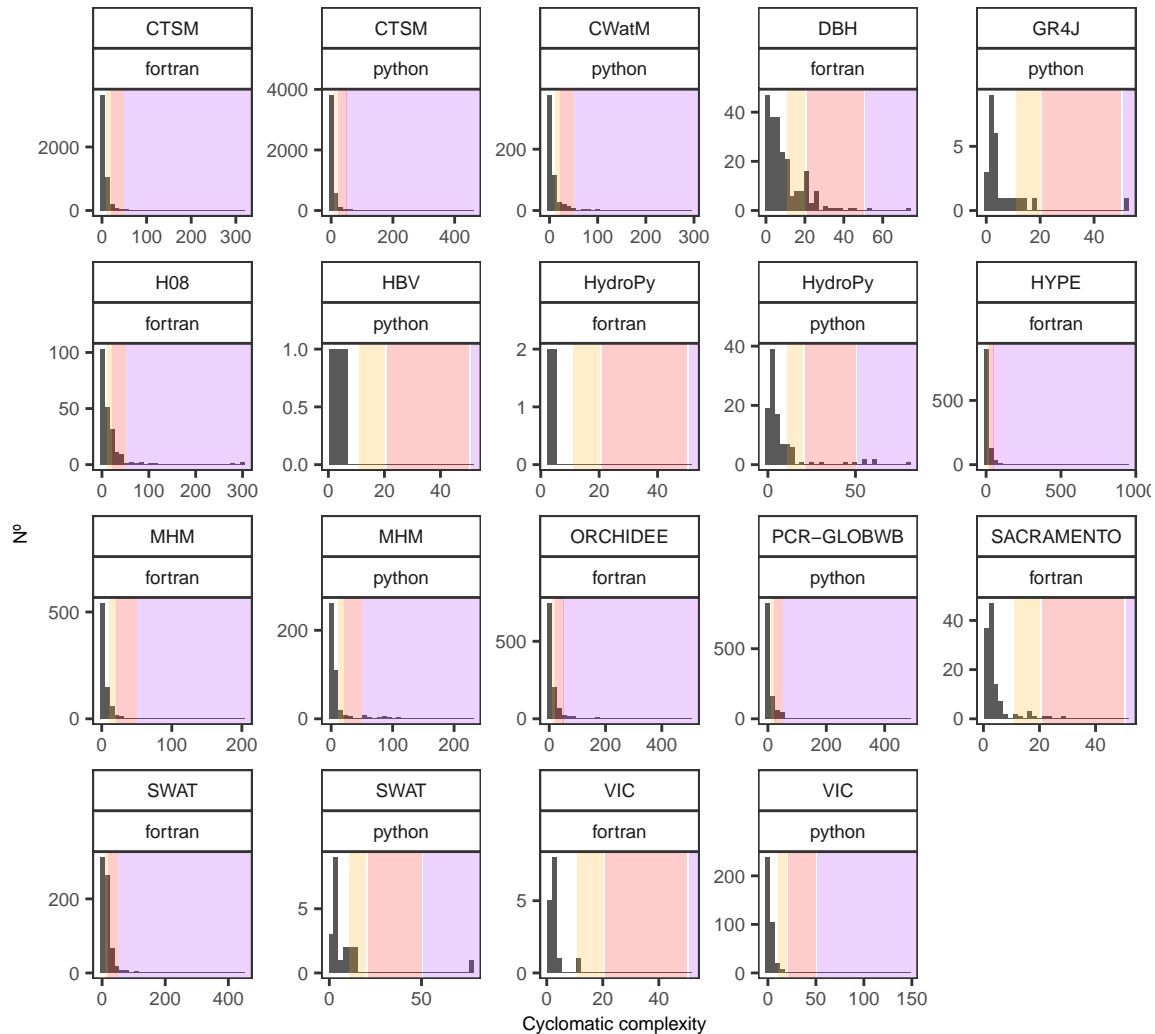 CTSM CTSM CWatM DBH GR4J
fortran python python fortran python
4000
2000 2000 200 40 5
20
0 0 0 0 0
0 100 200 300 0 200 400 0 100 200 300 0 20 40 60 0 20 40
H08 HBV HydroPy HydroPy HYPE
fortran python fortran python fortran
100 1.0 2 40
50 0.5 1 20 500
0 0.0 0 0 0
0 100 200 300 0 20 40 0 20 40 0 50 0 500 1000
Nº
MHM MHM ORCHIDEE PCR−GLOBWB SACRAMENTO
fortran python fortran python fortran
500 200 500 500 40
20
0 0 0 0 0
0 100 200 0 100 200 0 200 400 0 200 400 0 20 40
SWAT SWAT VIC VIC
fortran python fortran python
200 5 5 200
100
0 0 0 0
0 200 400 0 50 0 20 40 0 50 100 150
Cyclomatic complexity